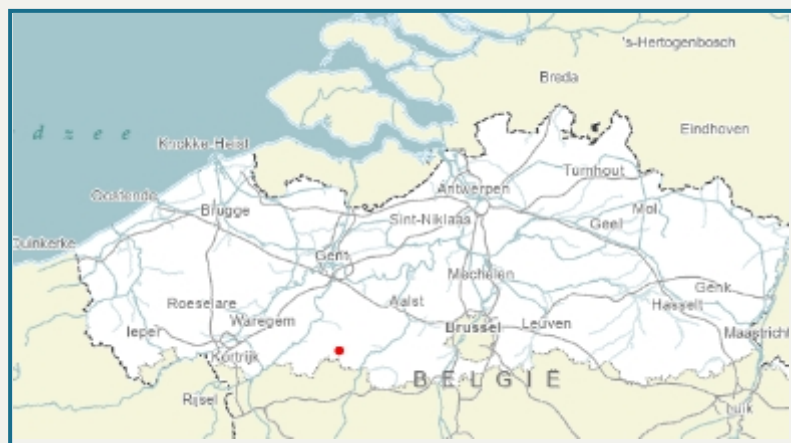 's-Hertogenbosch
Breda
Eindhoven
dzee
Knokke-Heist
Turnhout
Antwerpen
Oostende
Mol
Brugge
Sint-Niklaas
Geel
Duinkerke
Gent
Mechelen
Genk
Roeselare
Aalst
Hasselt
Waregem
Ieper
Brussel
Leuven
Maastricht
Kortrijk
BELGIË
Rijsel
Luik